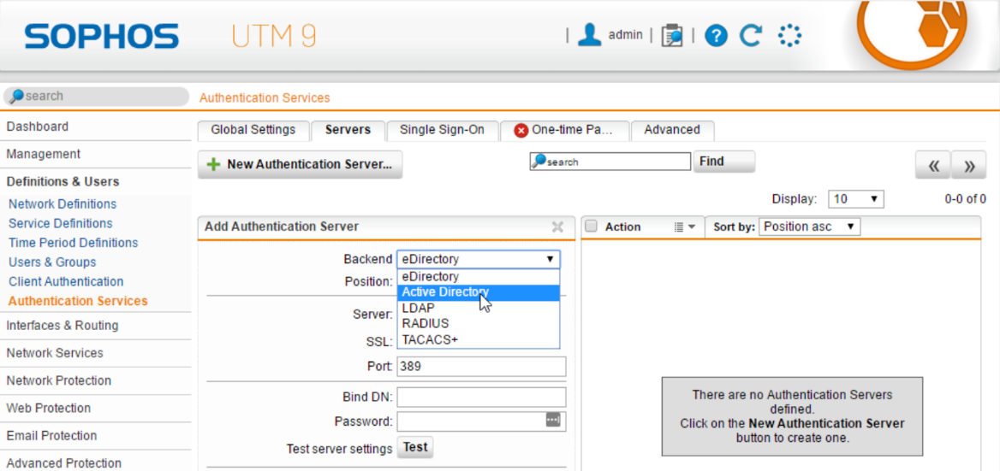 SOPHOS UTM 9
| admin | | ?
search Authentication Services
Dashboard
Management
Definitions & Users
Network Definitions
Service Definitions
Time Period Definitions
Users & Groups
Client Authentication
Authentication Services
Interfaces & Routing
Network Services
Network Protection
Web Protection
Email Protection
Advanced Protection
Global Settings Servers Single Sign-On One-time Pa... Advanced
+ New Authentication Server... search Find « »
Display: 10 0-0 of 0
Add Authentication Server
Backend eDirectory
eDirectory
Position: Active Directory
LDAP
Server: RADIUS
SSL: TACACS+
Port: 389
Bind DN:
Password:
Test server settings Test
Action Sort by: Position asc
There are no Authentication Servers
defined.
Click on the New Authentication Server
button to create one.